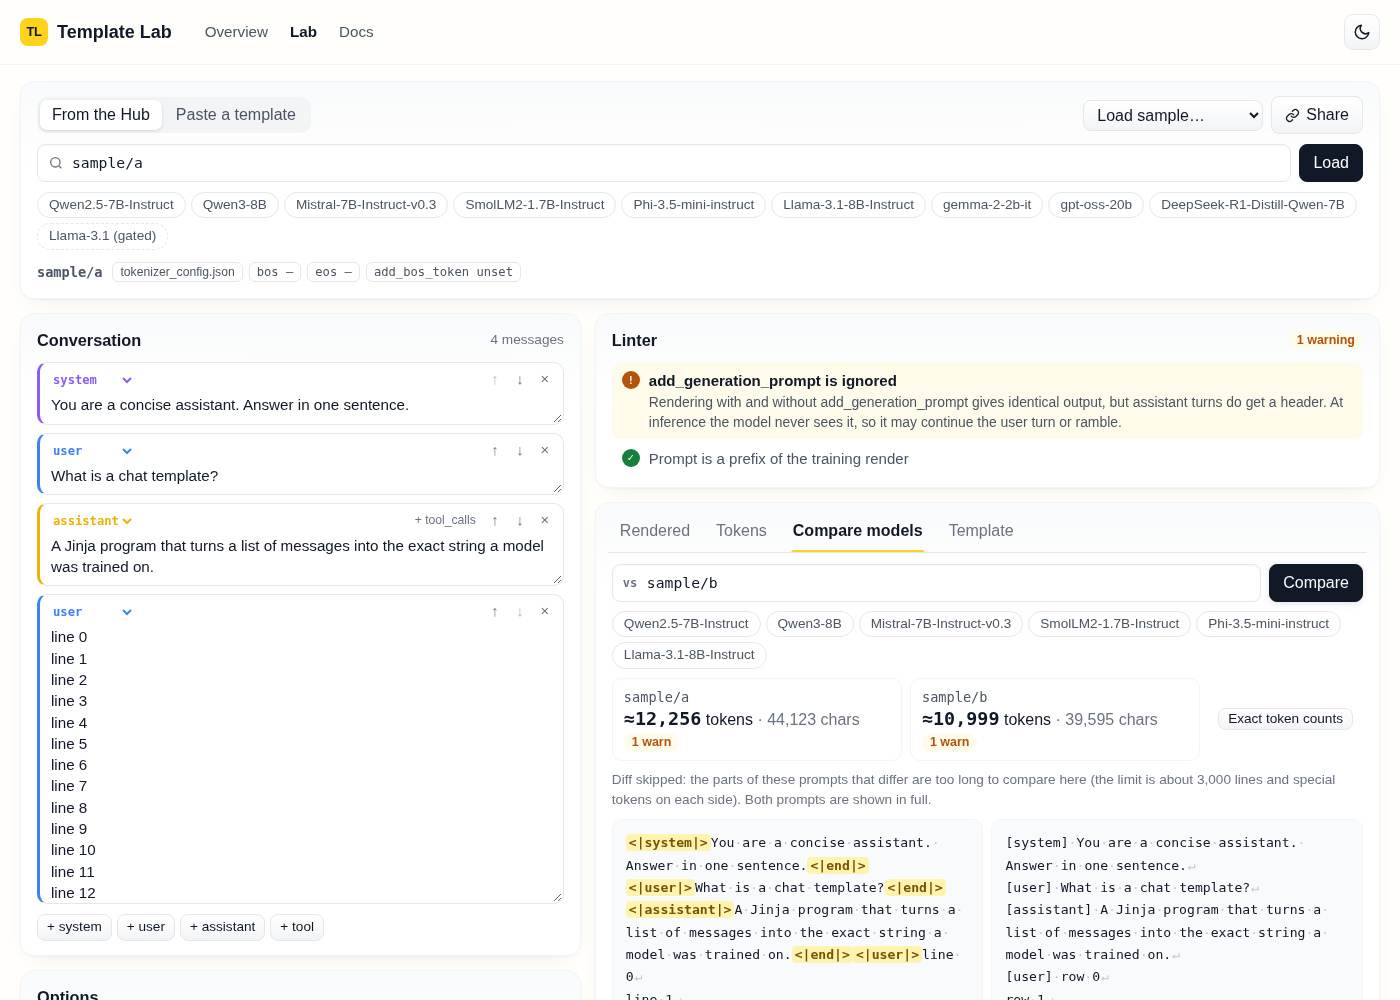 TL Template Lab Overview Lab Docs
From the Hub Paste a template Load sample… Share
sample/a Load
Qwen2.5-7B-Instruct Qwen3-8B Mistral-7B-Instruct-v0.3 SmolLM2-1.7B-Instruct Phi-3.5-mini-instruct Llama-3.1-8B-Instruct gemma-2-2b-it gpt-oss-20b DeepSeek-R1-Distill-Qwen-7B
Llama-3.1 (gated)
sample/a tokenizer_config.json bos — eos — add_bos_token unset
Conversation 4 messages
system ↑ ↓ ×
You are a concise assistant. Answer in one sentence.
user ↑ ↓ ×
What is a chat template?
assistant + tool_calls ↑ ↓ ×
A Jinja program that turns a list of messages into the exact string a model
was trained on.
user ↑ ↓ ×
line 0
line 1
line 2
line 3
line 4
line 5
line 6
line 7
line 8
line 9
line 10
line 11
line 12
+ system + user + assistant + tool
Options
Linter 1 warning
! add_generation_prompt is ignored
Rendering with and without add_generation_prompt gives identical output, but assistant turns do get a header. At
inference the model never sees it, so it may continue the user turn or ramble.
✓ Prompt is a prefix of the training render
Rendered Tokens Compare models Template
vs sample/b Compare
Qwen2.5-7B-Instruct Qwen3-8B Mistral-7B-Instruct-v0.3 SmolLM2-1.7B-Instruct Phi-3.5-mini-instruct
Llama-3.1-8B-Instruct
sample/a
≈12,256 tokens · 44,123 chars
1 warn
sample/b
≈10,999 tokens · 39,595 chars
1 warn
Exact token counts
Diff skipped: the parts of these prompts that differ are too long to compare here (the limit is about 3,000 lines and special
tokens on each side). Both prompts are shown in full.
<|system|>You·are·a·concise·assistant.·
Answer·in·one·sentence.<|end|>
<|user|>What·is·a·chat·template?<|end|>
<|assistant|>A·Jinja·program·that·turns·a·
list·of·messages·into·the·exact·string·a·
model·was·trained·on.<|end|><|user|>line·
0↵
line·1↵
[system]·You·are·a·concise·assistant.·
Answer·in·one·sentence.↵
[user]·What·is·a·chat·template?↵
[assistant]·A·Jinja·program·that·turns·a·
list·of·messages·into·the·exact·string·a·
model·was·trained·on.↵
[user]·row·0↵
row·1↵